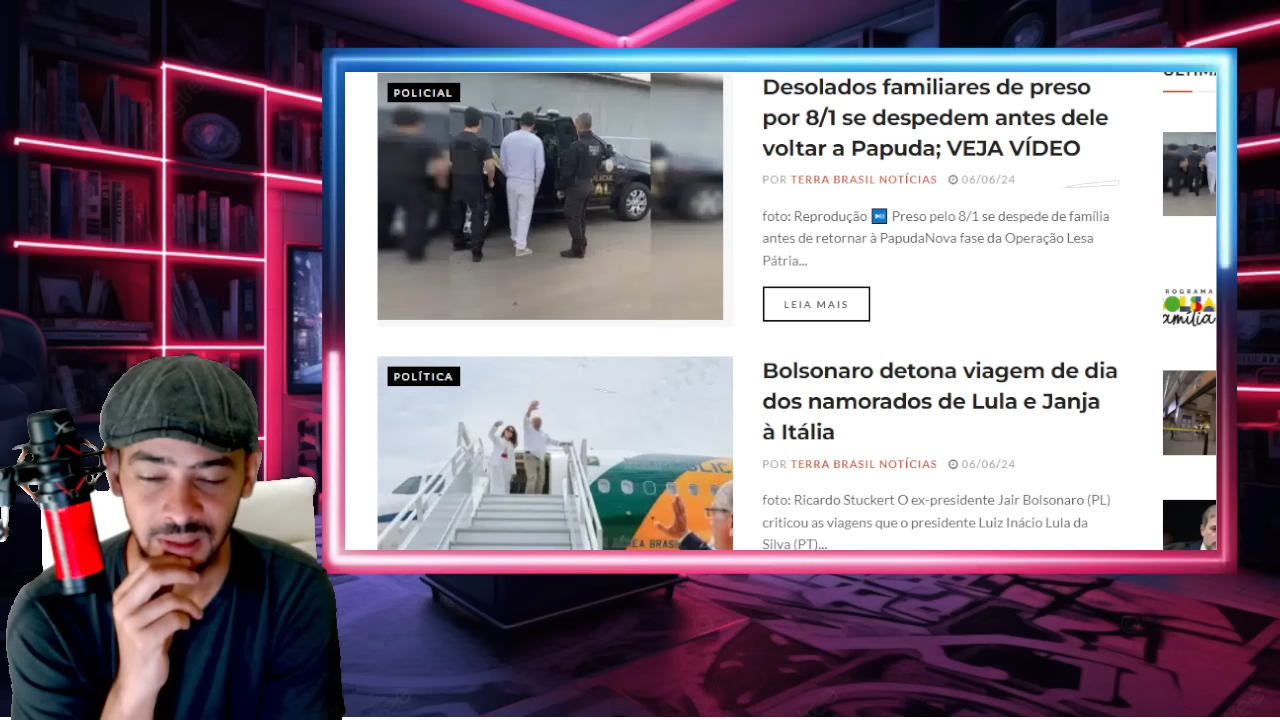 POLICIAL
Desolados familiares de preso
por 8/1 se despedem antes dele
voltar a Papuda; VEJA VÍDEO
POR TERRA BRASIL NOTÍCIAS 06/06/24
foto: Reprodução ⏯ Preso pelo 8/1 se despede de família
antes de retornar à PapudaNova fase da Operação Lesa
Pátria...
LEIA MAIS
POLÍTICA
Bolsonaro detona viagem de dia
dos namorados de Lula e Janja
à Itália
POR TERRA BRASIL NOTÍCIAS 06/06/24
foto: Ricardo Stuckert O ex-presidente Jair Bolsonaro (PL)
criticou as viagens que o presidente Luiz Inácio Lula da
Silva (PT)...